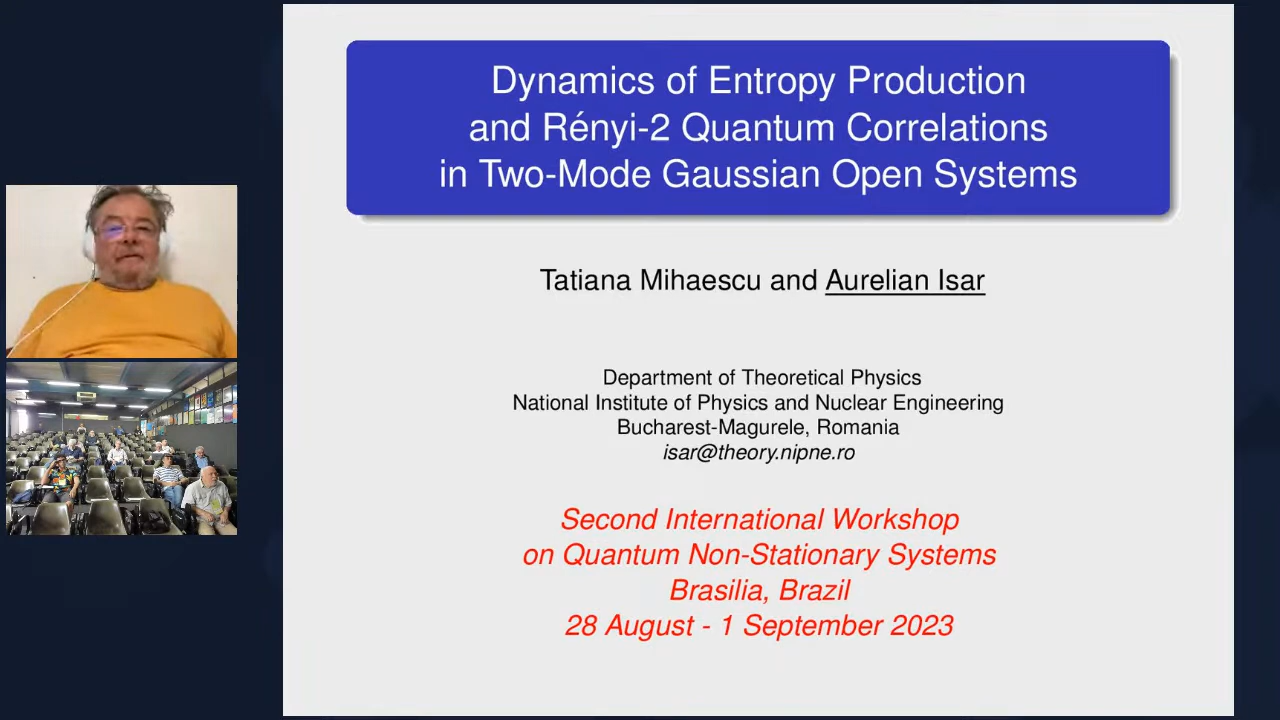 Dynamics of Entropy Production
and Rényi-2 Quantum Correlations
in Two-Mode Gaussian Open Systems
Tatiana Mihaescu and Aurelian Isar
Department of Theoretical Physics
National Institute of Physics and Nuclear Engineering
Bucharest-Magurele, Romania
isar@theory.nipne.ro
Second International Workshop
on Quantum Non-Stationary Systems
Brasilia, Brazil
28 August - 1 September 2023